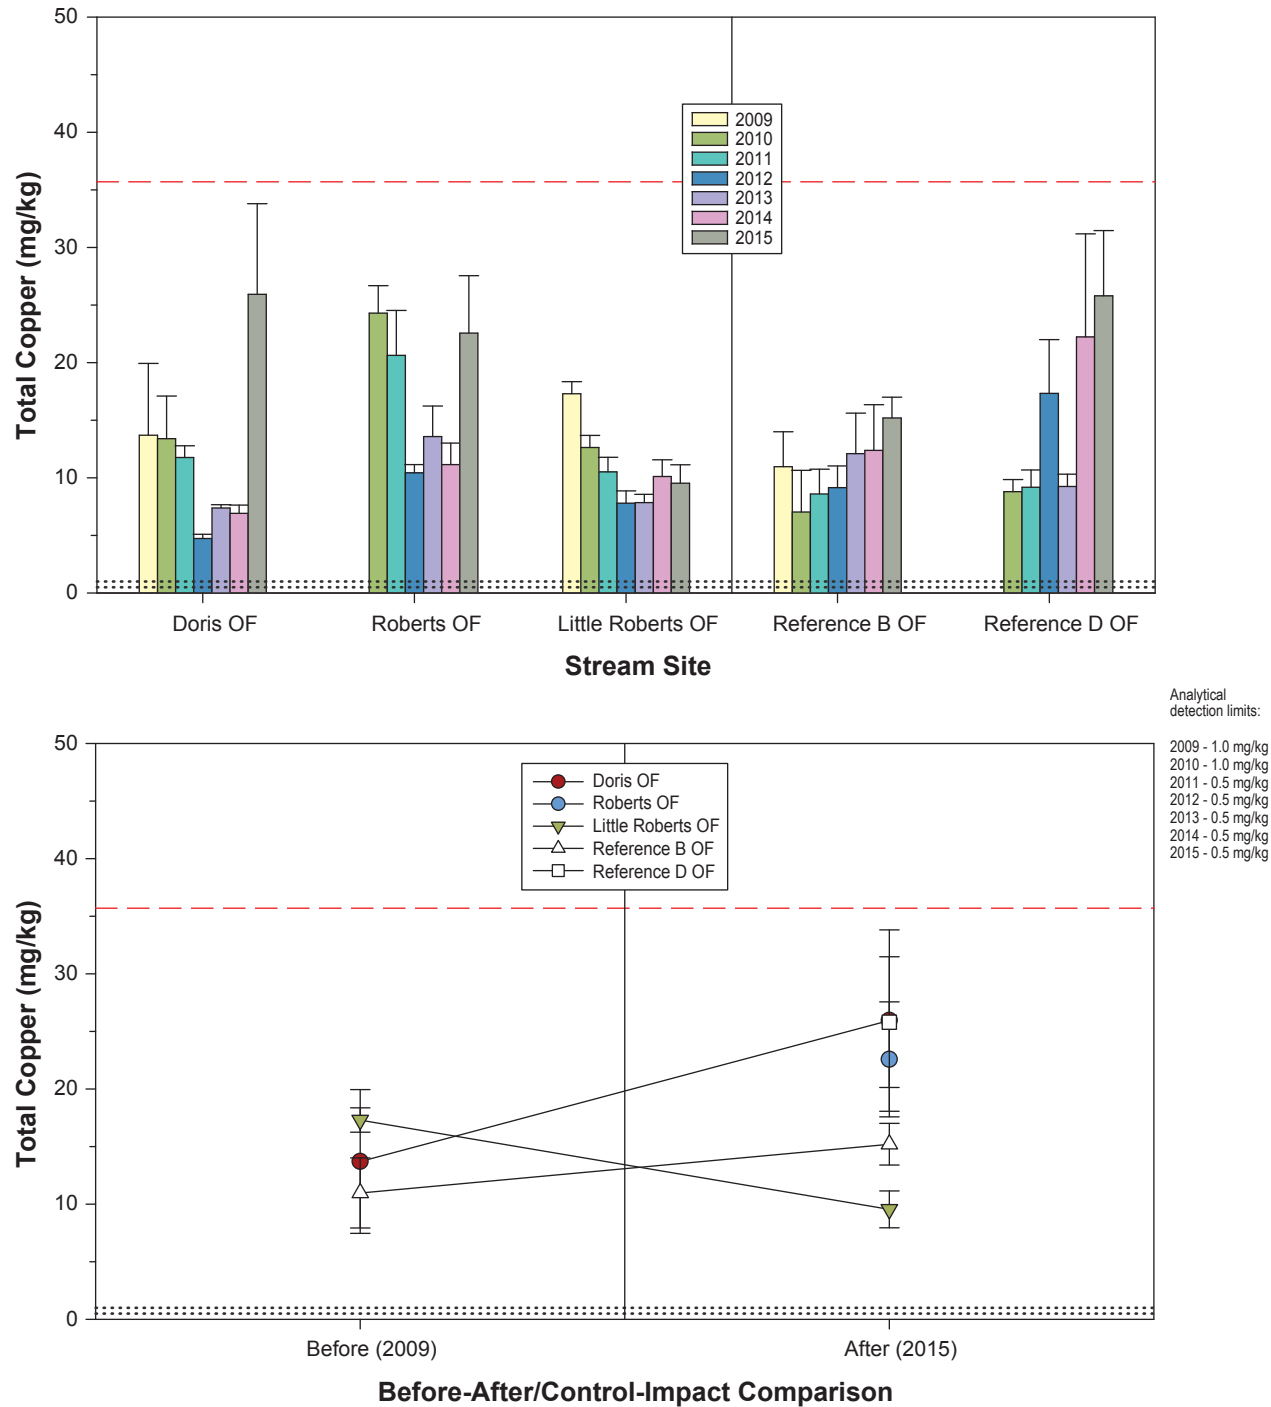 50
40
30
20
10
0
Total Copper (mg/kg)
2009
2010
2011
2012
2013
2014
2015
Doris OF
Roberts OF
Little Roberts OF
Reference B OF
Reference D OF
Stream Site
Analytical
detection limits:
2009 - 1.0 mg/kg
2010 - 1.0 mg/kg
2011 - 0.5 mg/kg
2012 - 0.5 mg/kg
2013 - 0.5 mg/kg
2014 - 0.5 mg/kg
2015 - 0.5 mg/kg
50
40
30
20
10
0
Total Copper (mg/kg)
Doris OF
Roberts OF
Little Roberts OF
Reference B OF
Reference D OF
Before (2009)
After (2015)
Before-After/Control-Impact Comparison